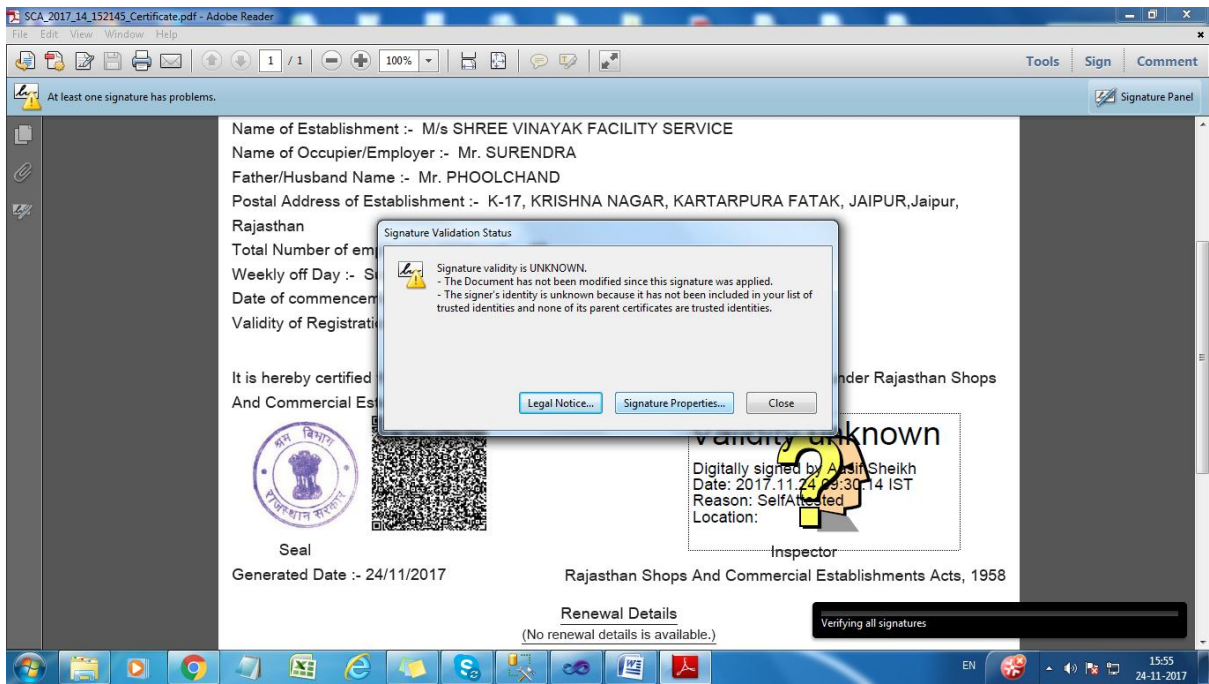 SCA_2017_14_152145_Certificate.pdf - Adobe Reader
File Edit View Window Help
1 / 1 100% Tools Sign Comment
At least one signature has problems. Signature Panel
Name of Establishment :- M/s SHREE VINAYAK FACILITY SERVICE
Name of Occupier/Employer :- Mr. SURENDRA
Father/Husband Name :- Mr. PHOOLCHAND
Postal Address of Establishment :- K-17, KRISHNA NAGAR, KARTARPURA FATAK, JAIPUR,Jaipur,
Rajasthan
Total Number of em
Weekly off Day :- S
Date of commencem
Validity of Registrati
Signature Validation Status
Signature validity is UNKNOWN.
- The Document has not been modified since this signature was applied.
- The signer's identity is unknown because it has not been included in your list of
trusted identities and none of its parent certificates are trusted identities.
Legal Notice... Signature Properties... Close
It is hereby certified nder Rajasthan Shops
And Commercial Est
श्रम विभाग
राजस्थान सरकार
Validity unknown
Digitally signed by Aasif Sheikh
Date: 2017.11.24 09:30:14 IST
Reason: SelfAttested
Location:
Seal Inspector
Generated Date :- 24/11/2017 Rajasthan Shops And Commercial Establishments Acts, 1958
Renewal Details
(No renewal details is available.)
Verifying all signatures
EN 15:55
24-11-2017